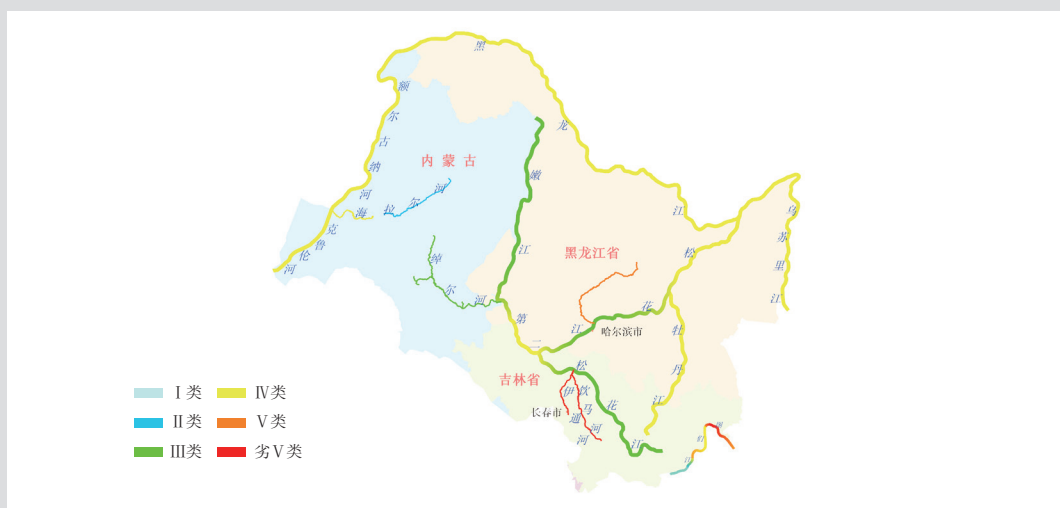 黑
额
尔
古
纳
河
龙
内蒙古
嫩
海拉尔河
克
鲁
伦
河
江
乌
苏
里
江
黑龙江省
松
花
江
江
绰
尔
河
第
二
松
花
江
哈尔滨市
牡
丹
江
吉林省
伊
通
河
饮
马
河
长春市
图
们
江
I类
IV类
II类
V类
III类
劣V类